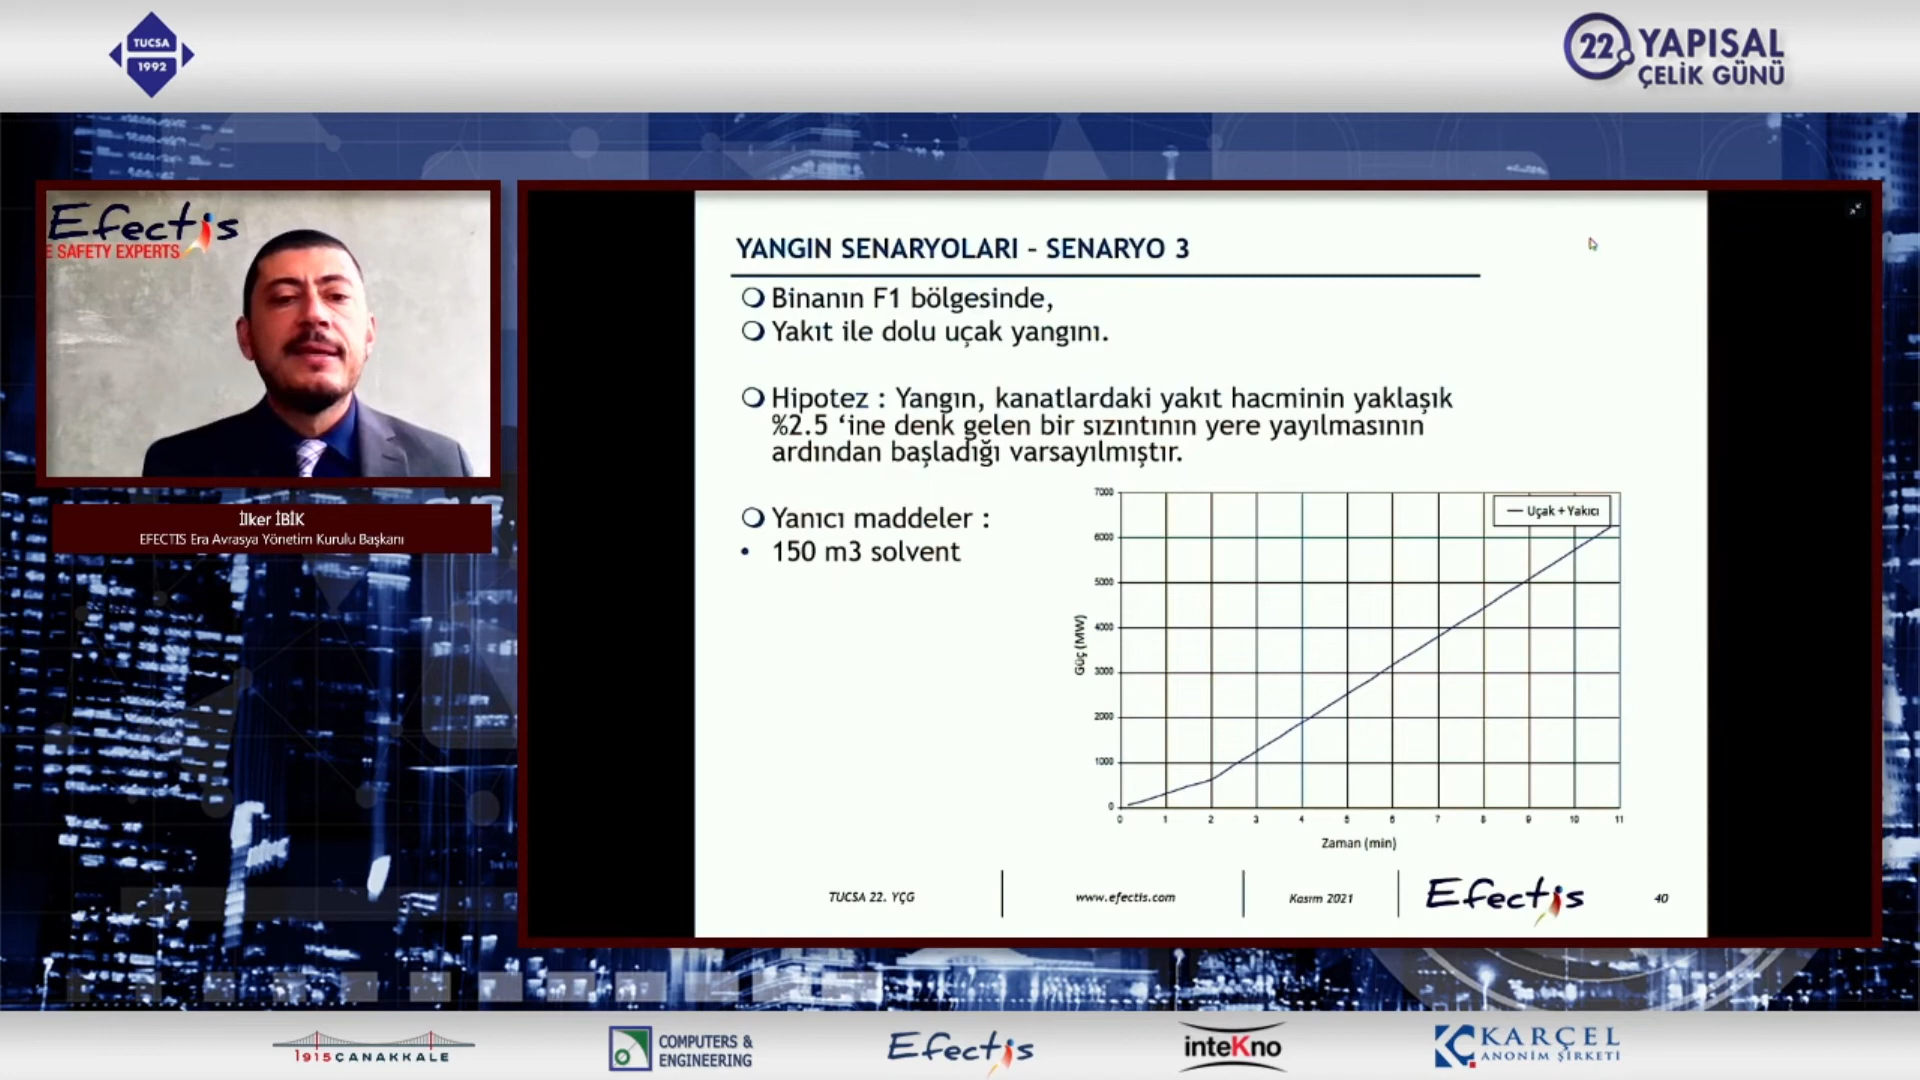 TUCSA
1992
22. YAPISAL
ÇELİK GÜNÜ
Efectis
E SAFETY EXPERTS
İlker İBİK
EFECTIS Era Avrasya Yönetim Kurulu Başkanı
YANGIN SENARYOLARI - SENARYO 3
Binanın F1 bölgesinde,
Yakıt ile dolu uçak yangını.
Hipotez : Yangın, kanatlardaki yakıt hacminin yaklaşık
%2.5 ‘ine denk gelen bir sızıntının yere yayılmasının
ardından başladığı varsayılmıştır.
Yanıcı maddeler :
• 150 m3 solvent
Uçak + Yakıcı
7000
6000
5000
4000
3000
2000
1000
0
Güç (MW)
0 1 2 3 4 5 6 7 8 9 10 11
Zaman (min)
TUCSA 22. YÇG
www.efectis.com
Kasım 2021
Efectis
40
1915ÇANAKKALE
COMPUTERS &
ENGINEERING
Efectis
inteKno
KARÇEL
ANONİM ŞİRKETİ